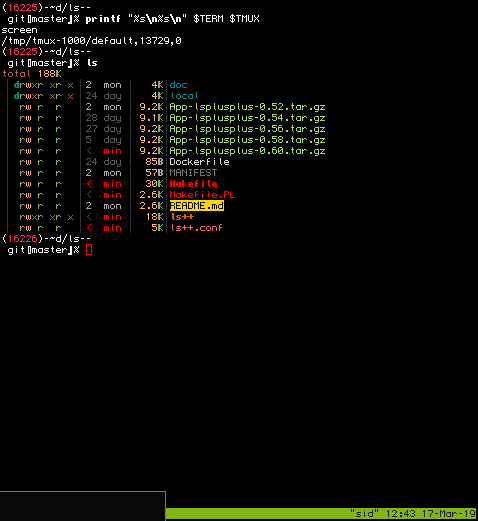 (16225)-~d/ls--
git[master]% printf "%s\n%s\n" $TERM $TMUX
screen
/tmp/tmux-1000/default,13729,0
(16225)-~d/ls--
git[master]% ls
total 188K
drwxr xr x│2 mon│4K│doc
drwxr xr x│24 day│4K│local
rw r r │2 mon│9.2K│App-lsplusplus-0.52.tar.gz
rw r r │28 day│9.1K│App-lsplusplus-0.54.tar.gz
rw r r │27 day│9.2K│App-lsplusplus-0.56.tar.gz
rw r r │5 day│9.2K│App-lsplusplus-0.58.tar.gz
rw r r │< min│9.2K│App-lsplusplus-0.60.tar.gz
rw r r │24 day│85B│Dockerfile
rw r r │2 mon│57B│MANIFEST
rw r r │< min│30K│Makefile
rw r r │< min│2.6K│Makefile.PL
rw r r │2 mon│2.6K│README.md
rwxr xr x│< min│18K│ls++
rw r r │< min│5K│ls++.conf
(16226)-~d/ls--
git[master]%
"sid" 12:43 17-Mar-19